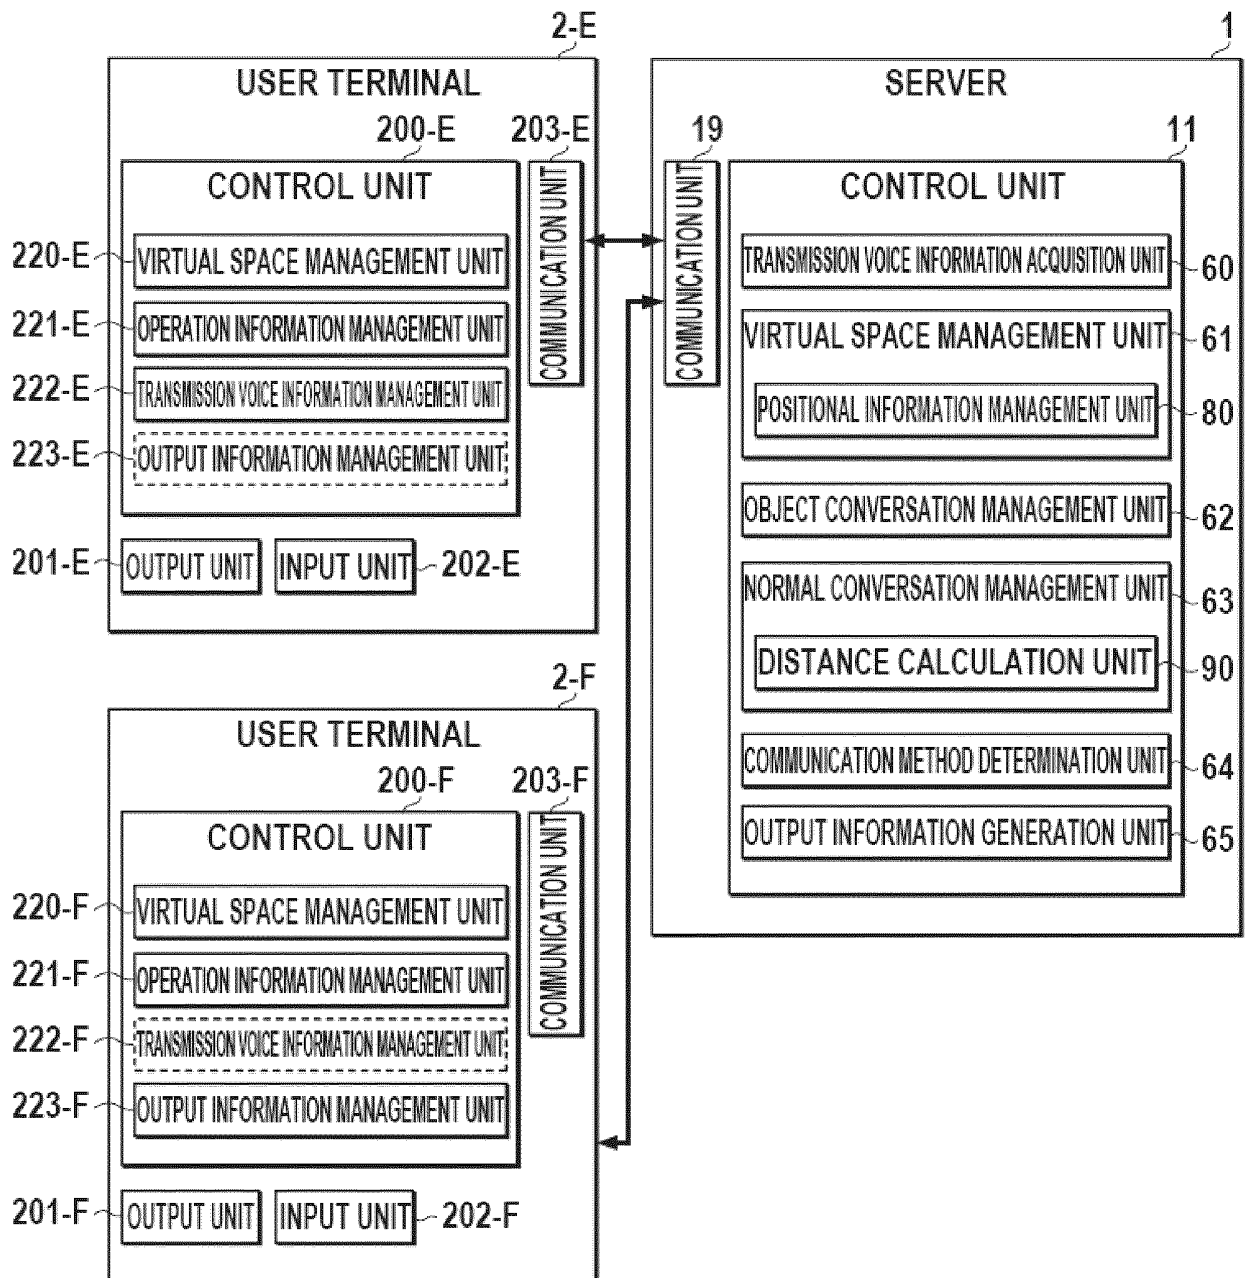 2-E
USER TERMINAL
200-E
203-E
CONTROL UNIT
COMMUNICATION UNIT
220-E
VIRTUAL SPACE MANAGEMENT UNIT
221-E
OPERATION INFORMATION MANAGEMENT UNIT
222-E
TRANSMISSION VOICE INFORMATION MANAGEMENT UNIT
223-E
OUTPUT INFORMATION MANAGEMENT UNIT
201-E
OUTPUT UNIT
INPUT UNIT
202-E
2-F
USER TERMINAL
200-F
203-F
CONTROL UNIT
COMMUNICATION UNIT
220-F
VIRTUAL SPACE MANAGEMENT UNIT
221-F
OPERATION INFORMATION MANAGEMENT UNIT
222-F
TRANSMISSION VOICE INFORMATION MANAGEMENT UNIT
223-F
OUTPUT INFORMATION MANAGEMENT UNIT
201-F
OUTPUT UNIT
INPUT UNIT
202-F
1
SERVER
19
11
COMMUNICATION UNIT
CONTROL UNIT
TRANSMISSION VOICE INFORMATION ACQUISITION UNIT
60
VIRTUAL SPACE MANAGEMENT UNIT
61
POSITIONAL INFORMATION MANAGEMENT UNIT
80
OBJECT CONVERSATION MANAGEMENT UNIT
62
NORMAL CONVERSATION MANAGEMENT UNIT
63
DISTANCE CALCULATION UNIT
90
COMMUNICATION METHOD DETERMINATION UNIT
64
OUTPUT INFORMATION GENERATION UNIT
65